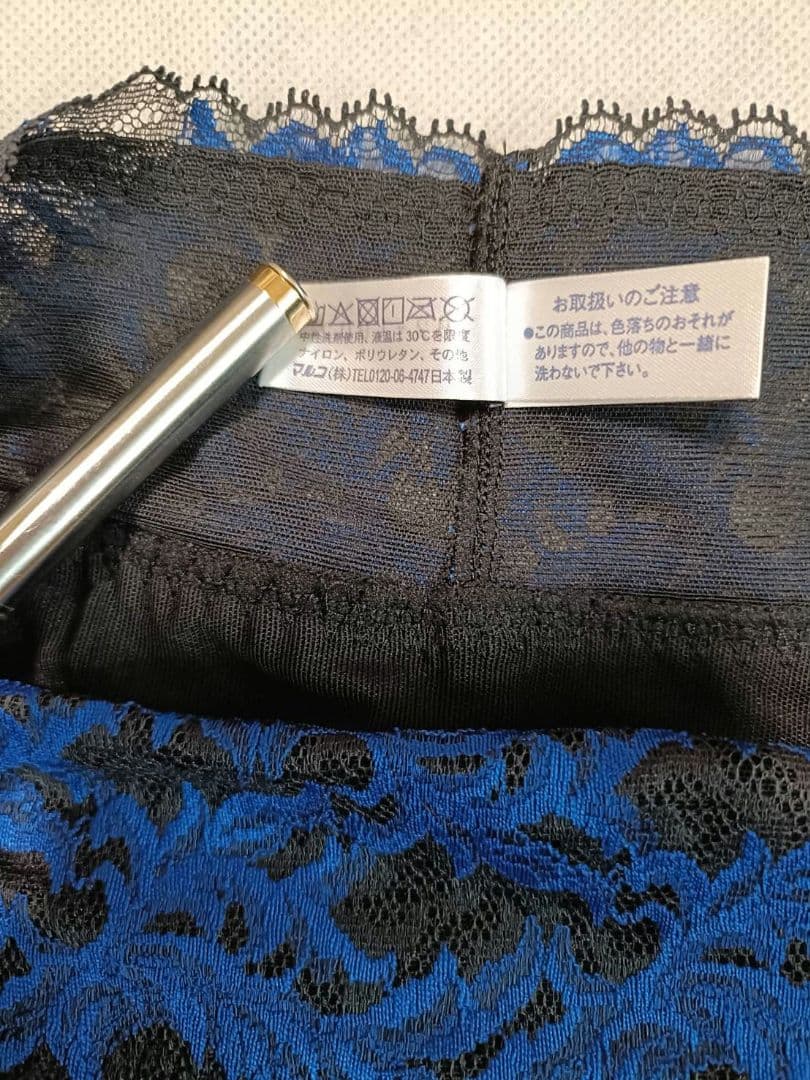 中性洗剤使用、液温は30℃を限度
ナイロン、ポリウレタン、その他
マルコ(株)TEL0120-06-4747日本製
お取扱いのご注意
●この商品は、色落ちのおそれが
ありますので、他の物と一緒に
洗わないで下さい。